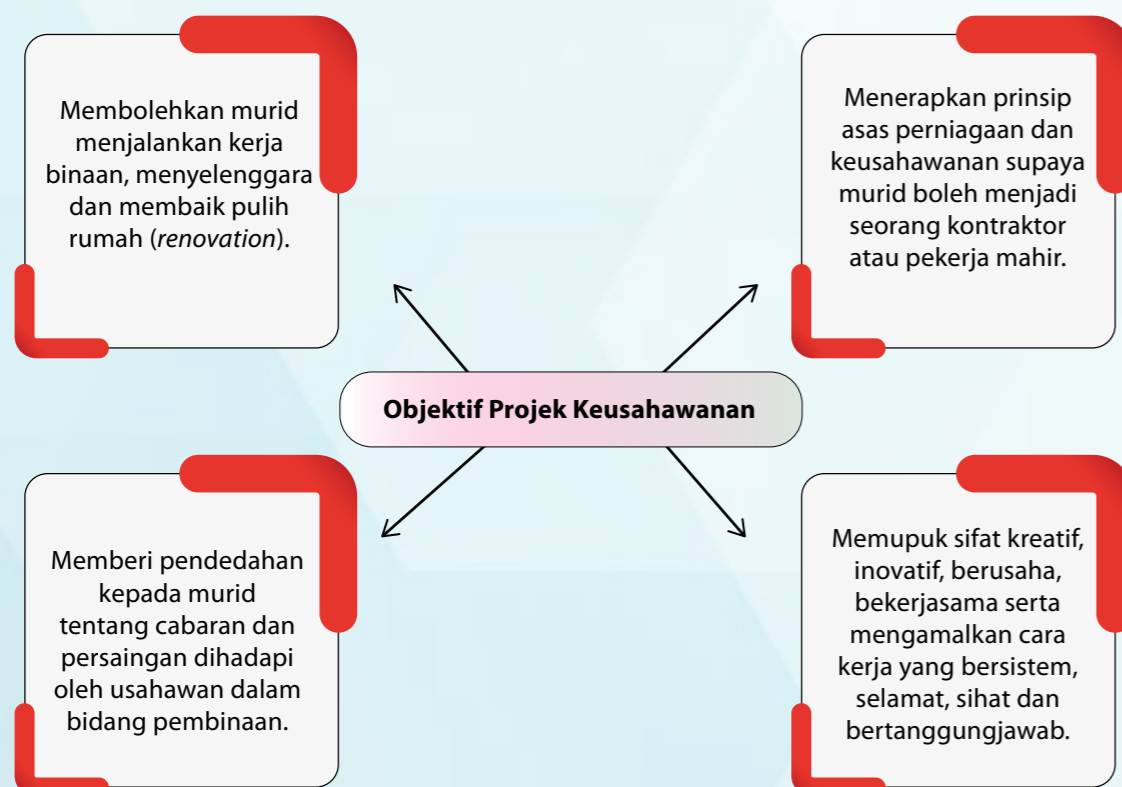 Membolehkan murid
menjalankan kerja
binaan, menyelenggara
dan membaik pulih
rumah (renovation).
Menerapkan prinsip
asas perniagaan dan
keusahawanan supaya
murid boleh menjadi
seorang kontraktor
atau pekerja mahir.
Objektif Projek Keusahawanan
Memberi pendedahan
kepada murid
tentang cabaran dan
persaingan dihadapi
oleh usahawan dalam
bidang pembinaan.
Memupuk sifat kreatif,
inovatif, berusaha,
bekerjasama serta
mengamalkan cara
kerja yang bersistem,
selamat, sihat dan
bertanggungjawab.